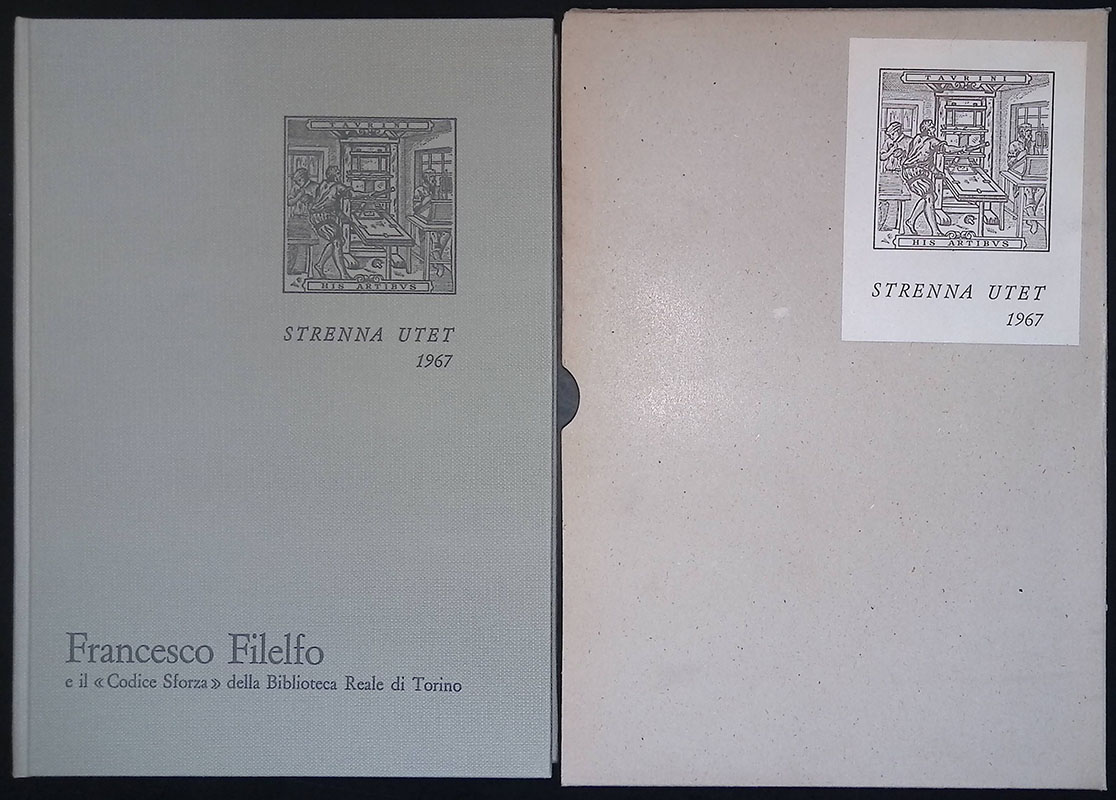 TAVRINI
HIS ARTIBVS
STRENNA UTET
1967
Francesco Filelfo
e il «Codice Sforza» della Biblioteca Reale di Torino
TAVRINI
HIS ARTIBVS
STRENNA UTET
1967